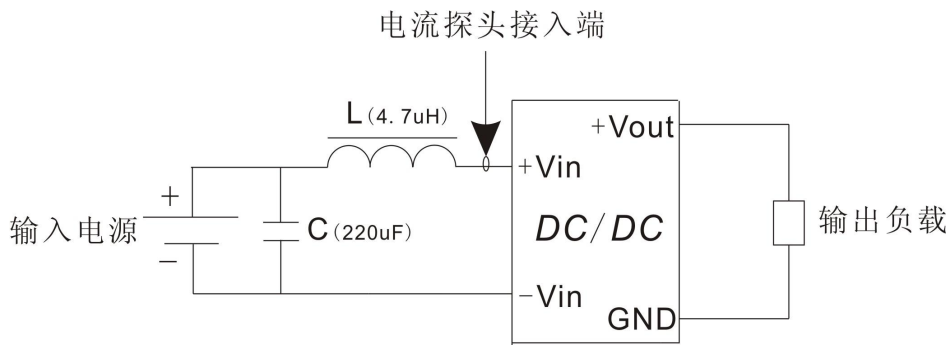 电流探头接入端
L(4.7uH)
+Vout
+Vin
+
输入电源
C(220uF)
DC/DC
输出负载
−
−Vin
GND